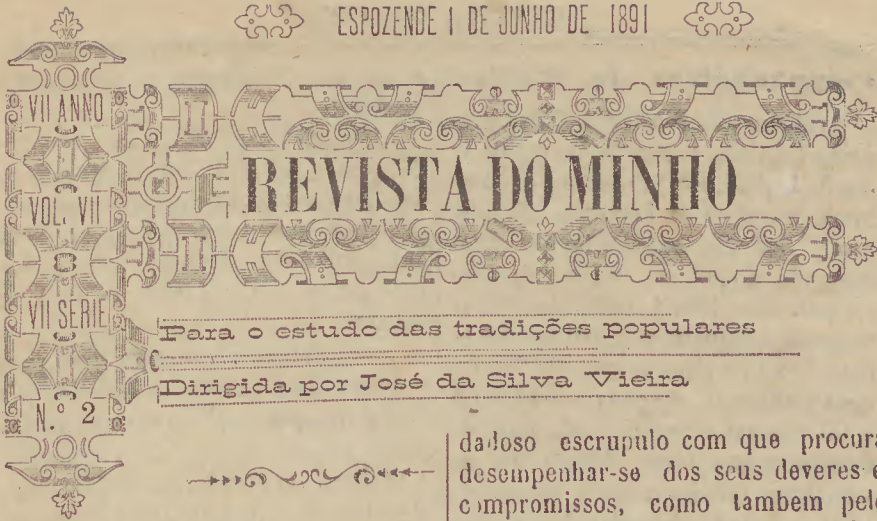 ESPOZENDE 1 DE JUNHO DE 1891
VII ANNO
VOL. VII
VII SERIE
N.º 2
REVISTA DO MINHO
Para o estudo das tradições populares
Dirigida por José da Silva Vieira
dadoso escrupulo com que procura
desempenhar-se dos seus deveres e
compromissos, como tambem pelo